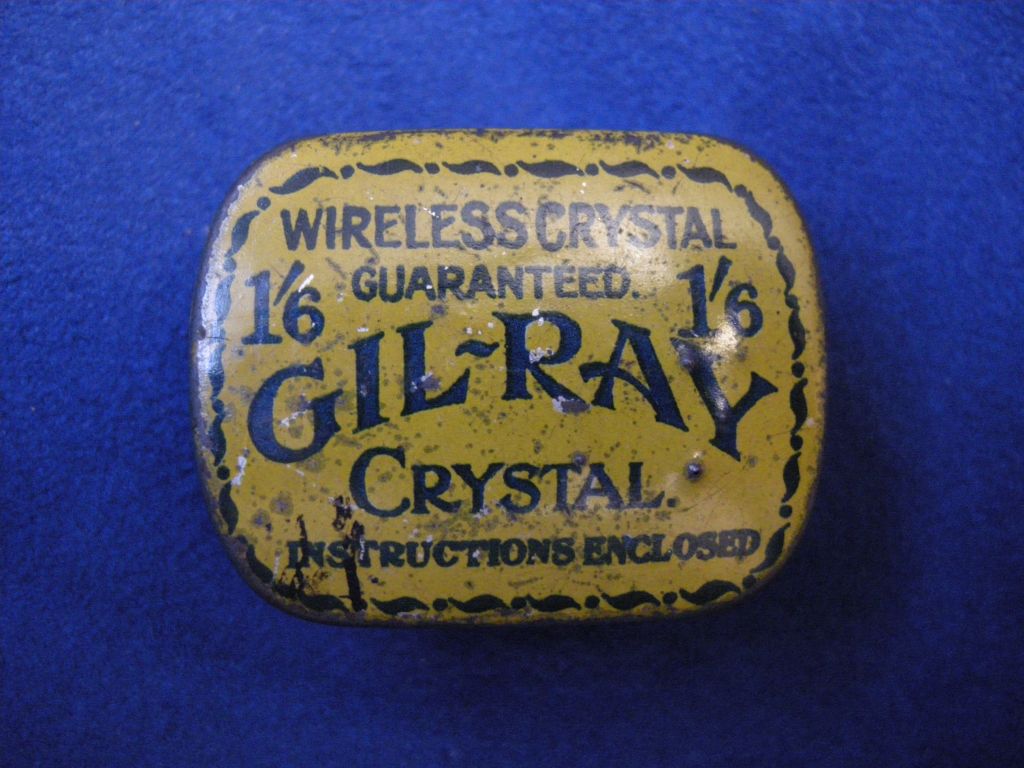 WIRELESS CRYSTAL
GUARANTEED.
1/6 1/6
GIL-RAY
CRYSTAL.
INSTRUCTIONS ENCLOSED